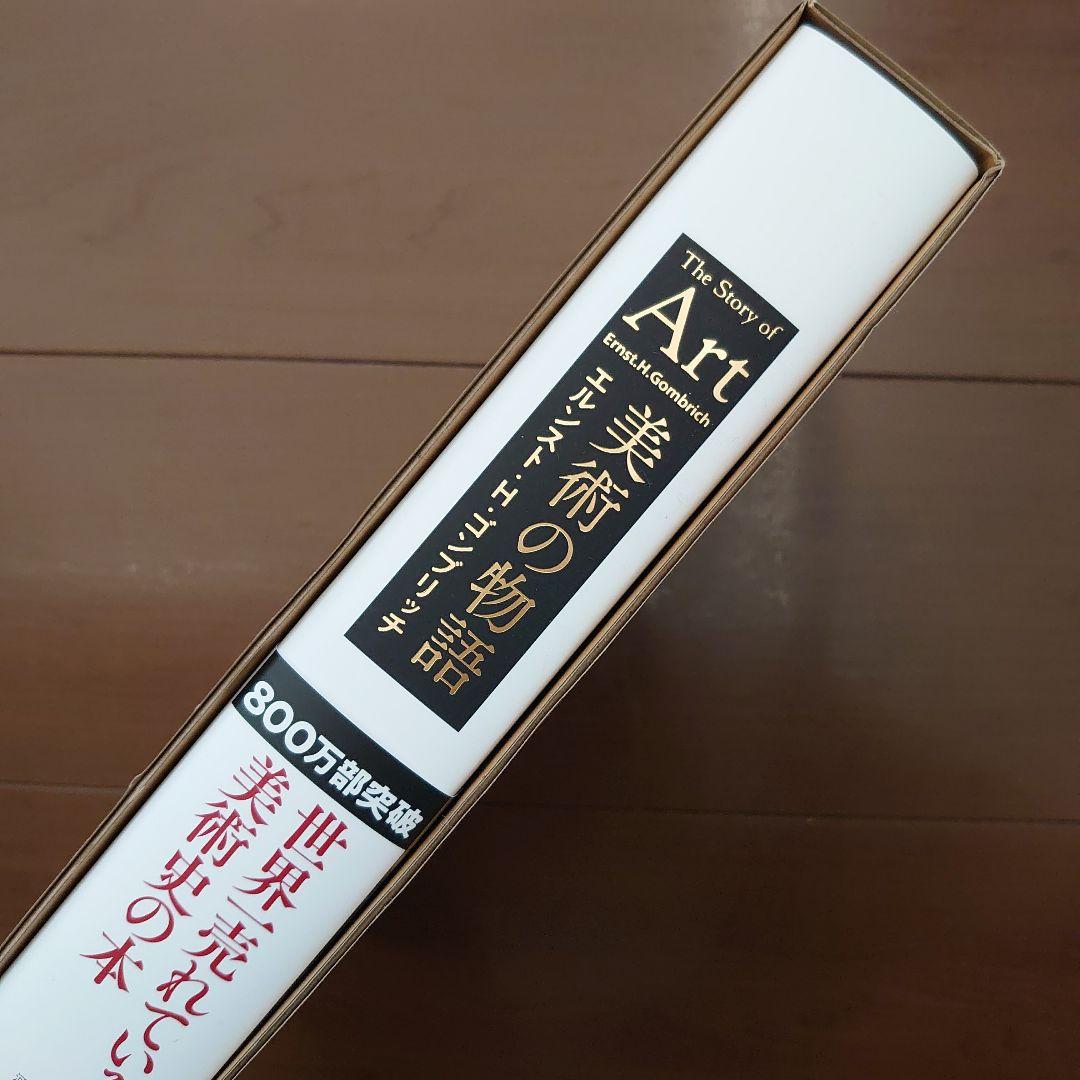 The Story of
Art
Ernst.H.Gombrich
美術の物語
エルンスト・H・ゴンブリッチ
800万部突破
世界一売れてい
美術史の本